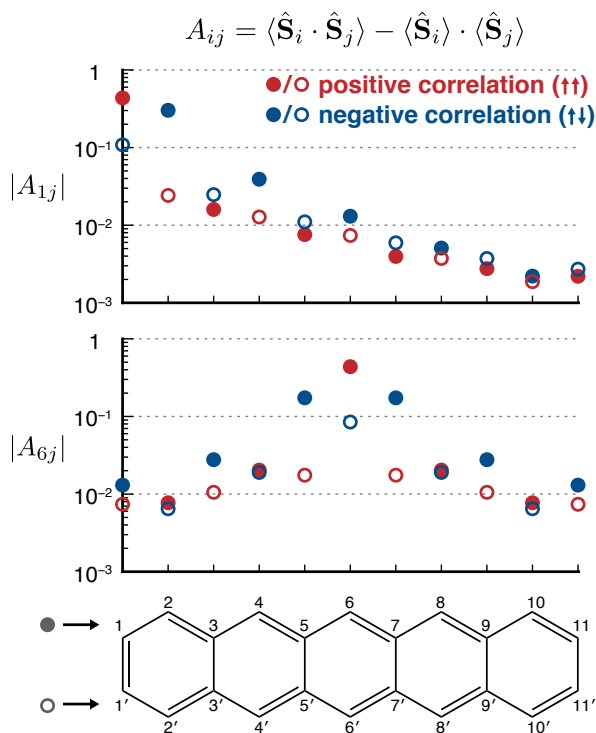 A_{ij} = ⟨Ŝ_i · Ŝ_j⟩ − ⟨Ŝ_i⟩ · ⟨Ŝ_j⟩
●/○ positive correlation (↑↑)
●/○ negative correlation (↑↓)
|A_{1j}|
1
10⁻¹
10⁻²
10⁻³
|A_{6j}|
1
10⁻¹
10⁻²
10⁻³
2 4 6 8 10
1 3 5 7 9 11
1′ 3′ 5′ 7′ 9′ 11′
2′ 4′ 6′ 8′ 10′